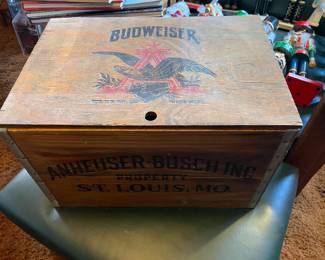 BUDWEISER
ANHEUSER-BUSCH INC.
PROPERTY
ST. LOUIS, MO.